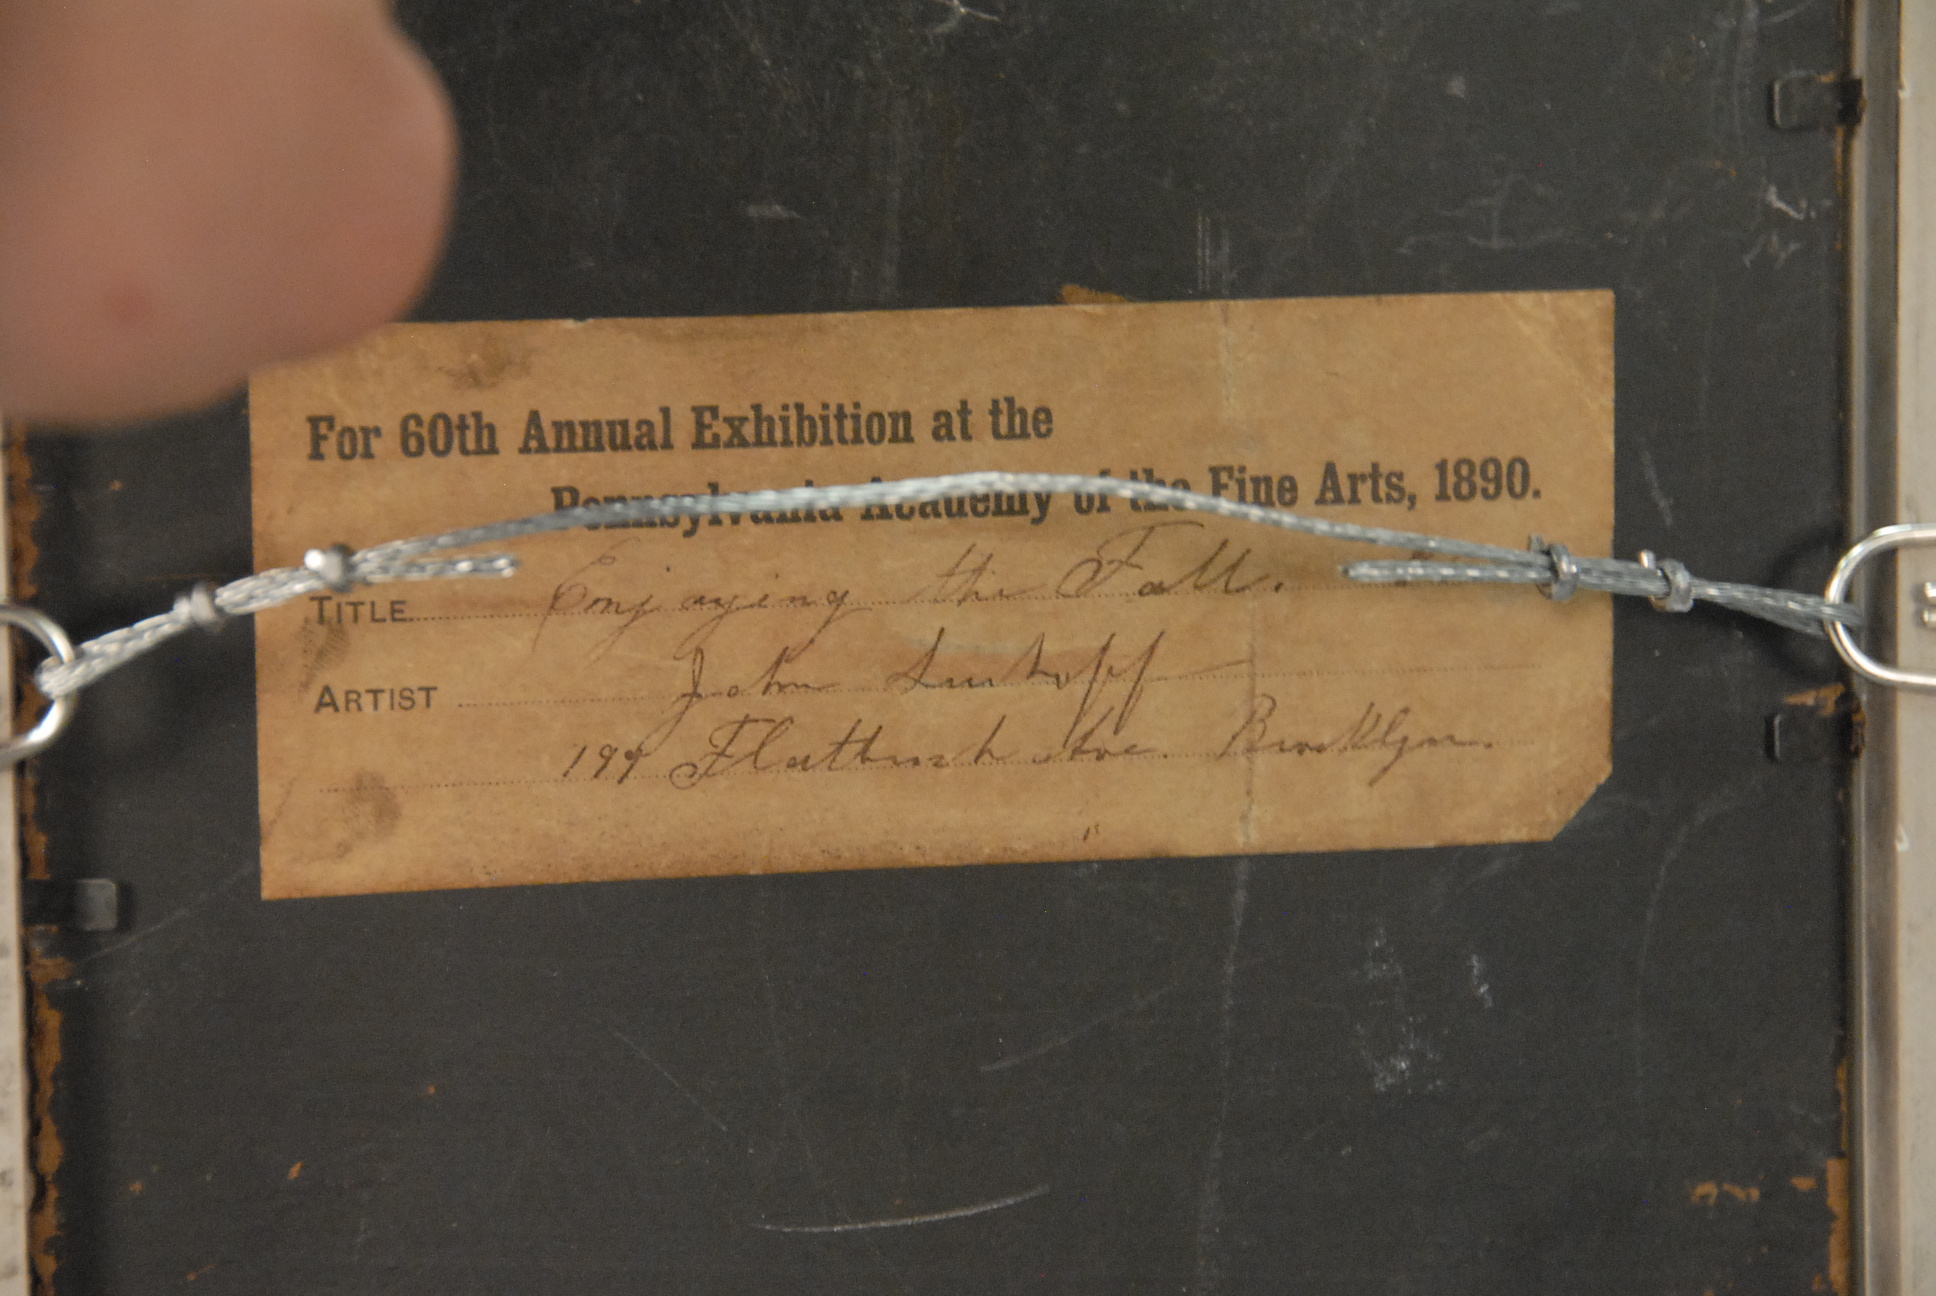 For 60th Annual Exhibition at the
Pennsylvania Academy of the Fine Arts, 1890.
TITLE Enjoying the Fall.
ARTIST John
Flatbush Ave. Brooklyn.